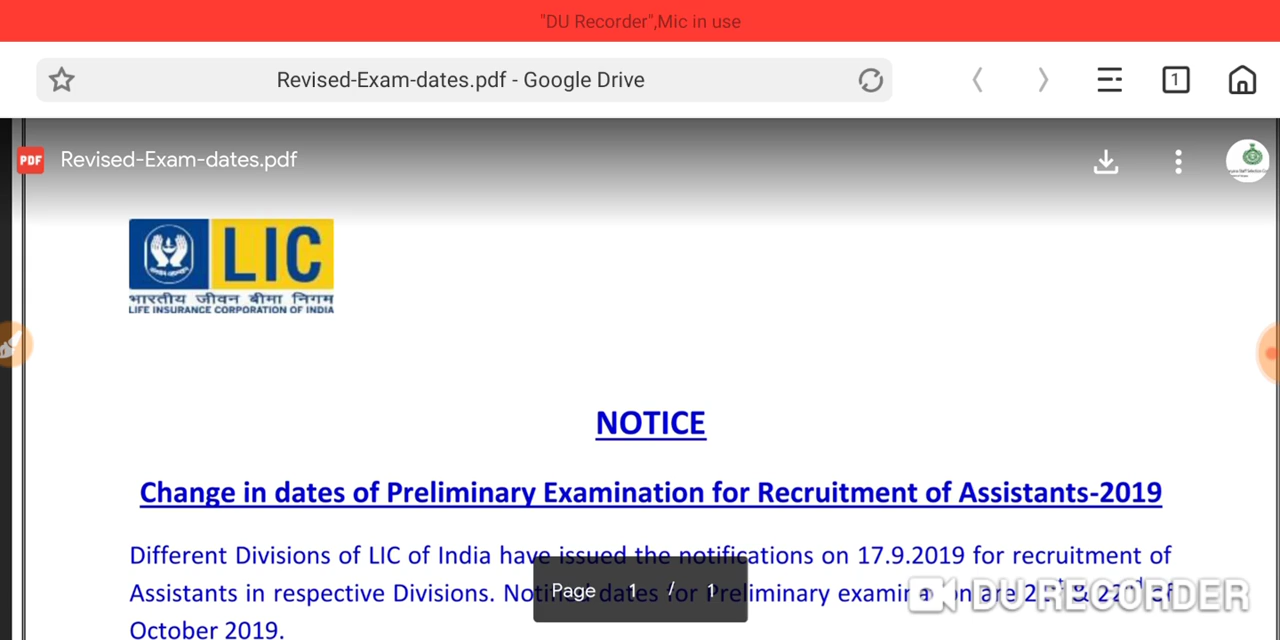 "DU Recorder",Mic in use
Revised-Exam-dates.pdf - Google Drive
1
PDF
Revised-Exam-dates.pdf
LIC
भारतीय जीवन बीमा निगम
LIFE INSURANCE CORPORATION OF INDIA
NOTICE
Change in dates of Preliminary Examination for Recruitment of Assistants-2019
Different Divisions of LIC of India have issued the notifications on 17.9.2019 for recruitment of
Assistants in respective Divisions. dates for Preliminary are & 22nd of
October 2019.
Page 1 / 1
DU RECORDER